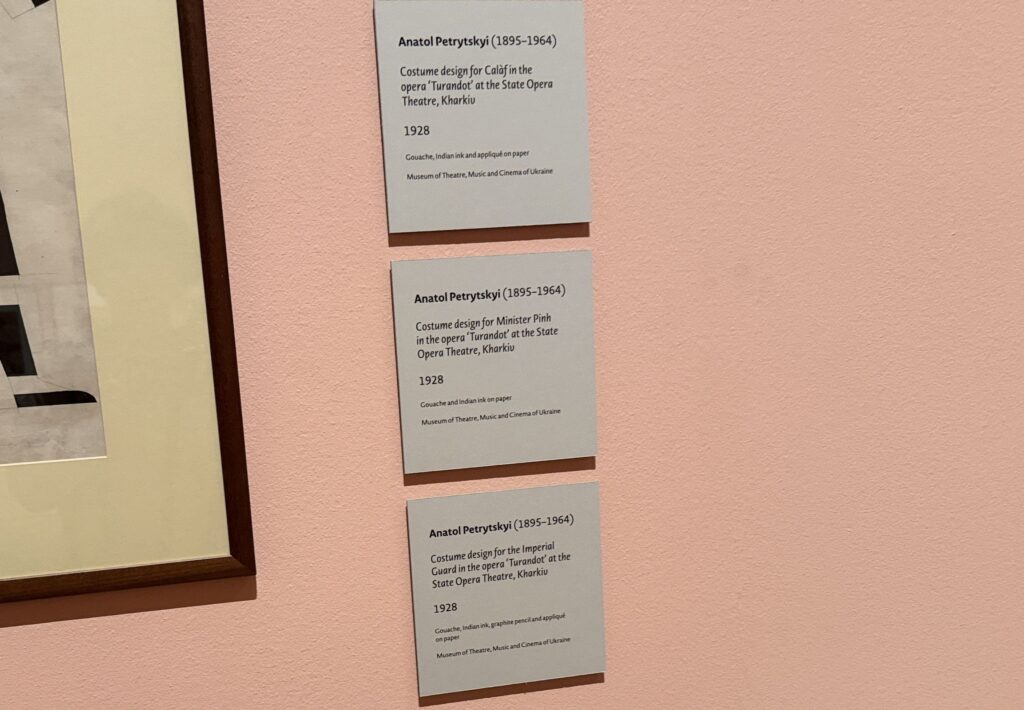 Anatol Petrytskyi (1895–1964)
Costume design for Calàf in the
opera ‘Turandot’ at the State Opera
Theatre, Kharkiv
1928
Gouache, Indian ink and appliqué on paper
Museum of Theatre, Music and Cinema of Ukraine
Anatol Petrytskyi (1895–1964)
Costume design for Minister Pinh
in the opera ‘Turandot’ at the State
Opera Theatre, Kharkiv
1928
Gouache and Indian ink on paper
Museum of Theatre, Music and Cinema of Ukraine
Anatol Petrytskyi (1895–1964)
Costume design for the Imperial
Guard in the opera ‘Turandot’ at the
State Opera Theatre, Kharkiv
1928
Gouache, Indian ink, graphite pencil and appliqué
on paper
Museum of Theatre, Music and Cinema of Ukraine